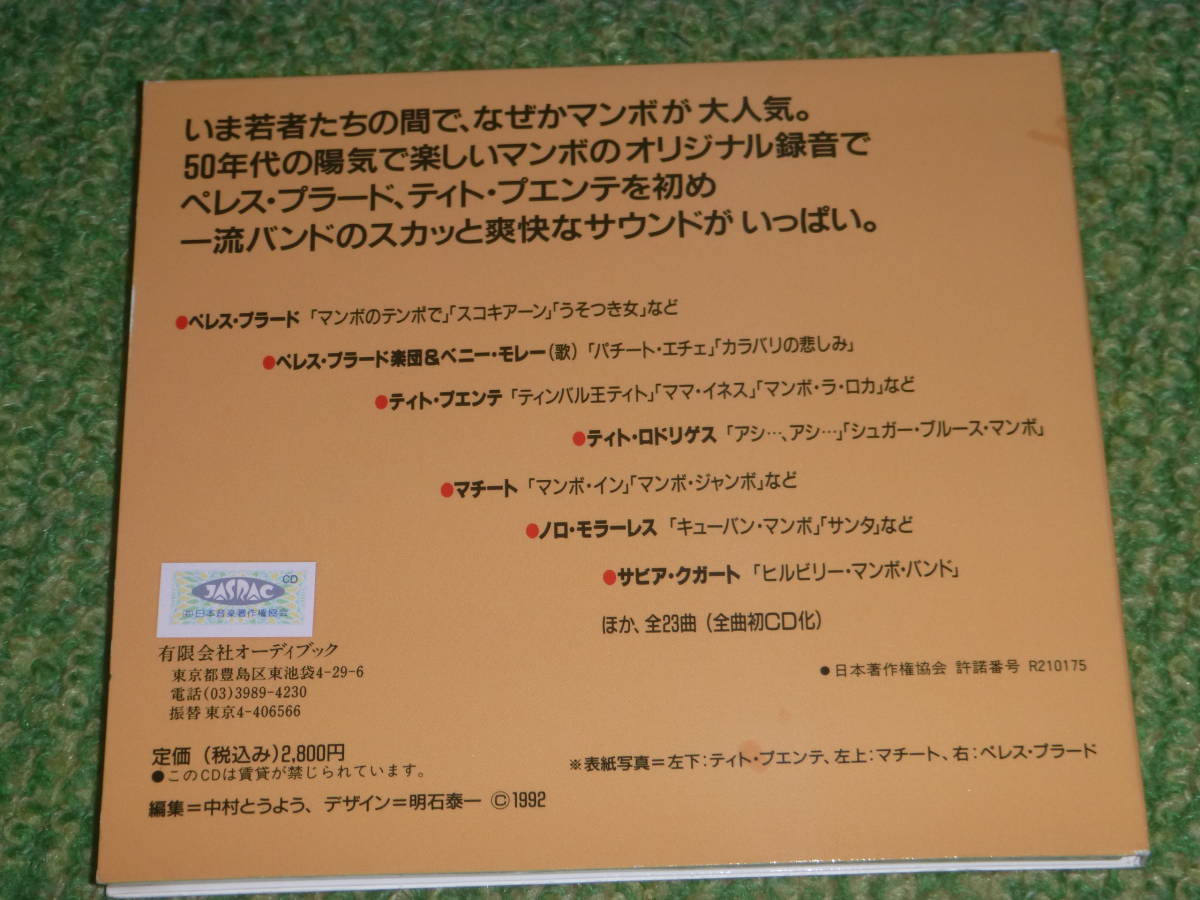 いま若者たちの間で、なぜかマンボが大人気。
50年代の陽気で楽しいマンボのオリジナル録音で
ペレス・プラード、ティト・プエンテを初め
一流バンドのスカッと爽快なサウンドがいっぱい。
●ペレス・プラード「マンボのテンポで」「スコキアーン」「うそつき女」など
●ペレス・プラード楽団&ベニー・モレー(歌)「パチート・エチェ」「カラバリの悲しみ」
●ティト・プエンテ「ティンバル王ティト」「ママ・イネス」「マンボ・ラ・ロカ」など
●ティト・ロドリゲス「アシ…、アシ…」「シュガー・ブルース・マンボ」
●マチート「マンボ・イン」「マンボ・ジャンボ」など
●ノロ・モラーレス「キューバン・マンボ」「サンタ」など
●サビア・クガート「ヒルビリー・マンボ・バンド」
ほか、全23曲(全曲初CD化)
CD
JASRAC
㈳日本音楽著作権協会
有限会社オーディブック
東京都豊島区東池袋4-29-6
電話(03)3989-4230
振替 東京4-406566
●日本著作権協会 許諾番号 R210175
定価(税込み)2,800円
●このCDは賃貸が禁じられています。
※表紙写真=左下:ティト・プエンテ、左上:マチート、右:ペレス・プラード
編集=中村とうよう、デザイン=明石泰一 ©1992